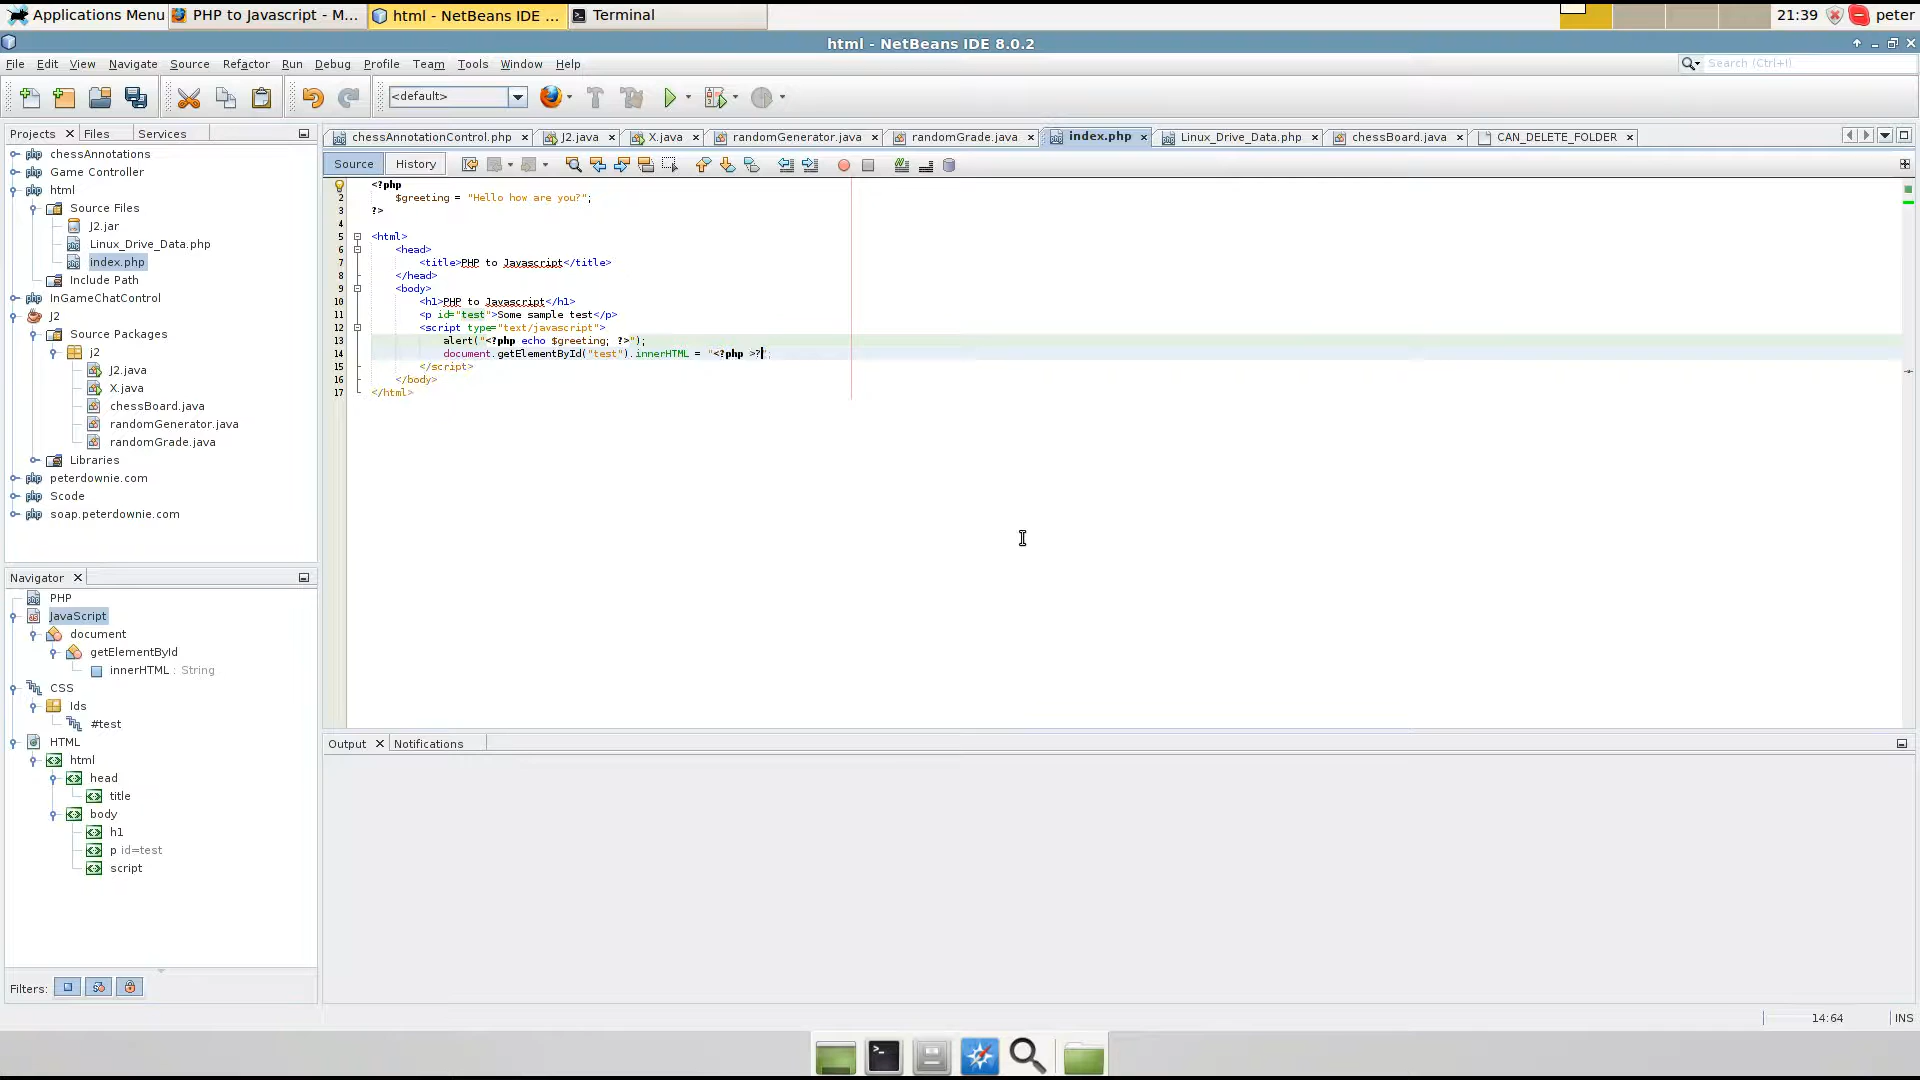 Applications Menu PHP to Javascript - M... html - NetBeans IDE ... Terminal 21:39 peter
html - NetBeans IDE 8.0.2
File Edit View Navigate Source Refactor Run Debug Profile Team Tools Window Help Search (Ctrl+I)
<default>
Projects Files Services
chessAnnotationControl.php J2.java X.java randomGenerator.java randomGrade.java index.php Linux_Drive_Data.php chessBoard.java CAN_DELETE_FOLDER
Source History
chessAnnotations
Game Controller
html
Source Files
J2.jar
Linux_Drive_Data.php
index.php
Include Path
InGameChatControl
J2
Source Packages
j2
J2.java
X.java
chessBoard.java
randomGenerator.java
randomGrade.java
Libraries
peterdownie.com
Scode
soap.peterdownie.com
<?php
2 $greeting = "Hello how are you?";
3 ?>
4
5 <html>
6 <head>
7 <title>PHP to Javascript</title>
8 </head>
9 <body>
10 <h1>PHP to Javascript</h1>
11 <p id="test">Some sample test</p>
12 <script type="text/javascript">
13 alert("<?php echo $greeting; ?>");
14 document.getElementById("test").innerHTML = "<?php >?";
15 </script>
16 </body>
17 </html>
Navigator
PHP
JavaScript
document
getElementById
innerHTML : String
CSS
Ids
#test
HTML
html
head
title
body
h1
p id=test
script
Filters:
Output Notifications
14:64 INS